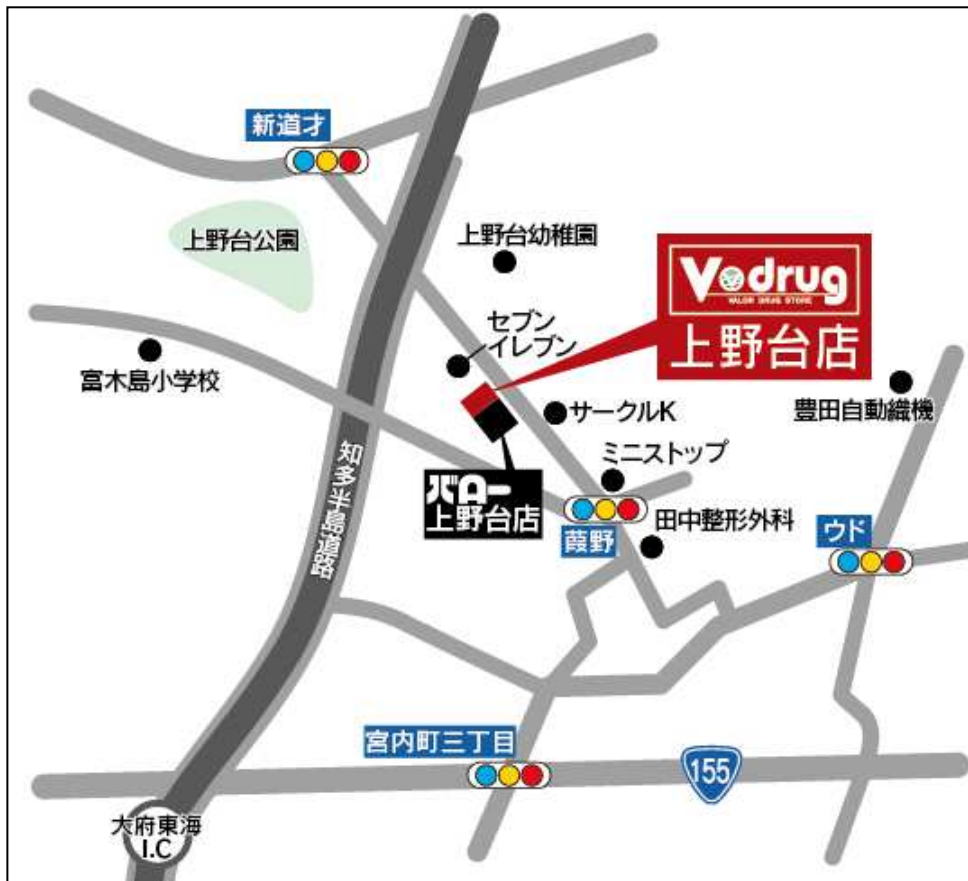 新道才
上野台公園
上野台幼稚園
V・drug
VALOR DRUG STORE
上野台店
セブン
イレブン
富木島小学校
サークルK
豊田自動織機
ミニストップ
バロー
上野台店
葭野
田中整形外科
ウド
知多半島道路
宮内町三丁目
155
大府東海
I.C